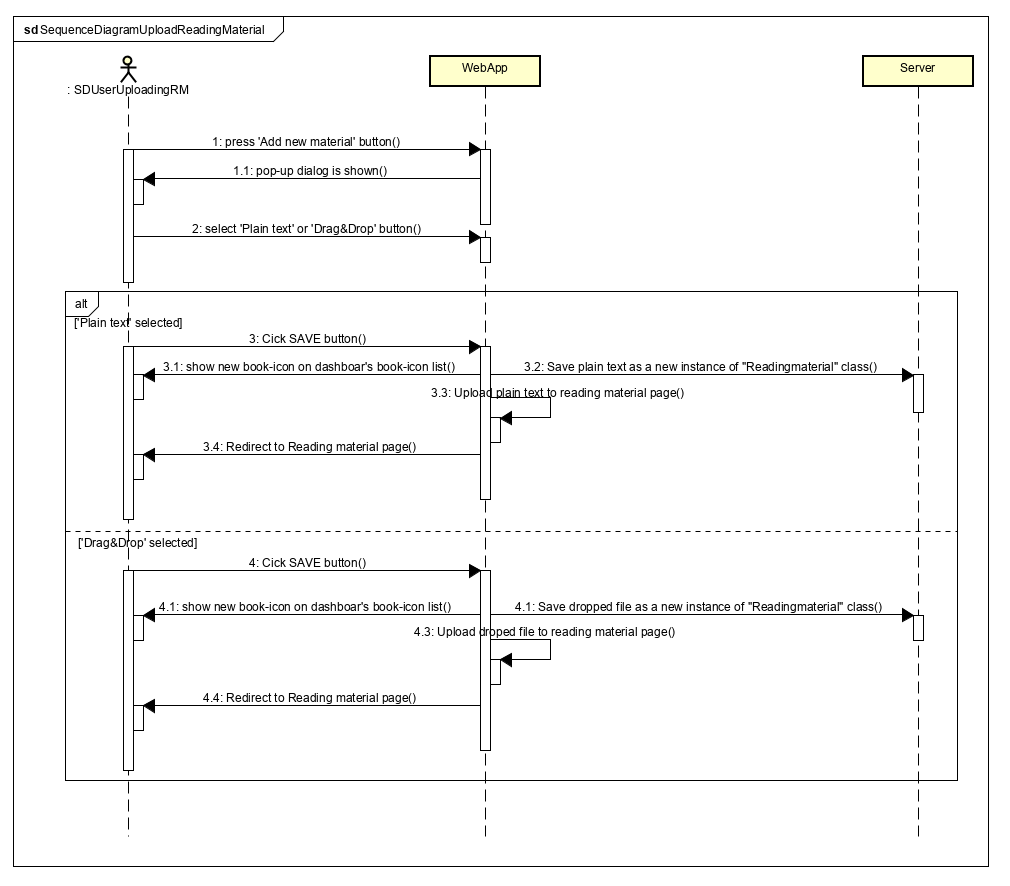 sd SequenceDiagramUploadReadingMaterial
: SDUserUploadingRM
WebApp
Server
1: press 'Add new material' button()
1.1: pop-up dialog is shown()
2: select 'Plain text' or 'Drag&Drop' button()
alt
['Plain text' selected]
3: Cick SAVE button()
3.1: show new book-icon on dashboar's book-icon list()
3.2: Save plain text as a new instance of "Readingmaterial" class()
3.3: Upload plain text to reading material page()
3.4: Redirect to Reading material page()
['Drag&Drop' selected]
4: Cick SAVE button()
4.1: show new book-icon on dashboar's book-icon list()
4.1: Save dropped file as a new instance of "Readingmaterial" class()
4.3: Upload droped file to reading material page()
4.4: Redirect to Reading material page()